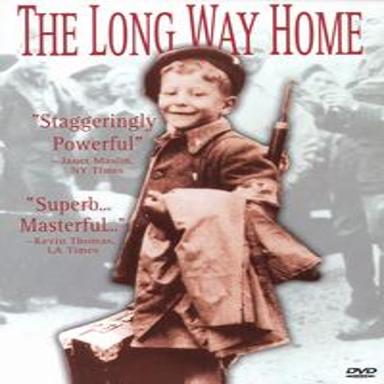 THE LONG WAY HOME
"Staggeringly
Powerful"
—Janet Maslin,
NY Times
"Superb...
Masterful..."
—Kevin Thomas,
LA Times
DVD